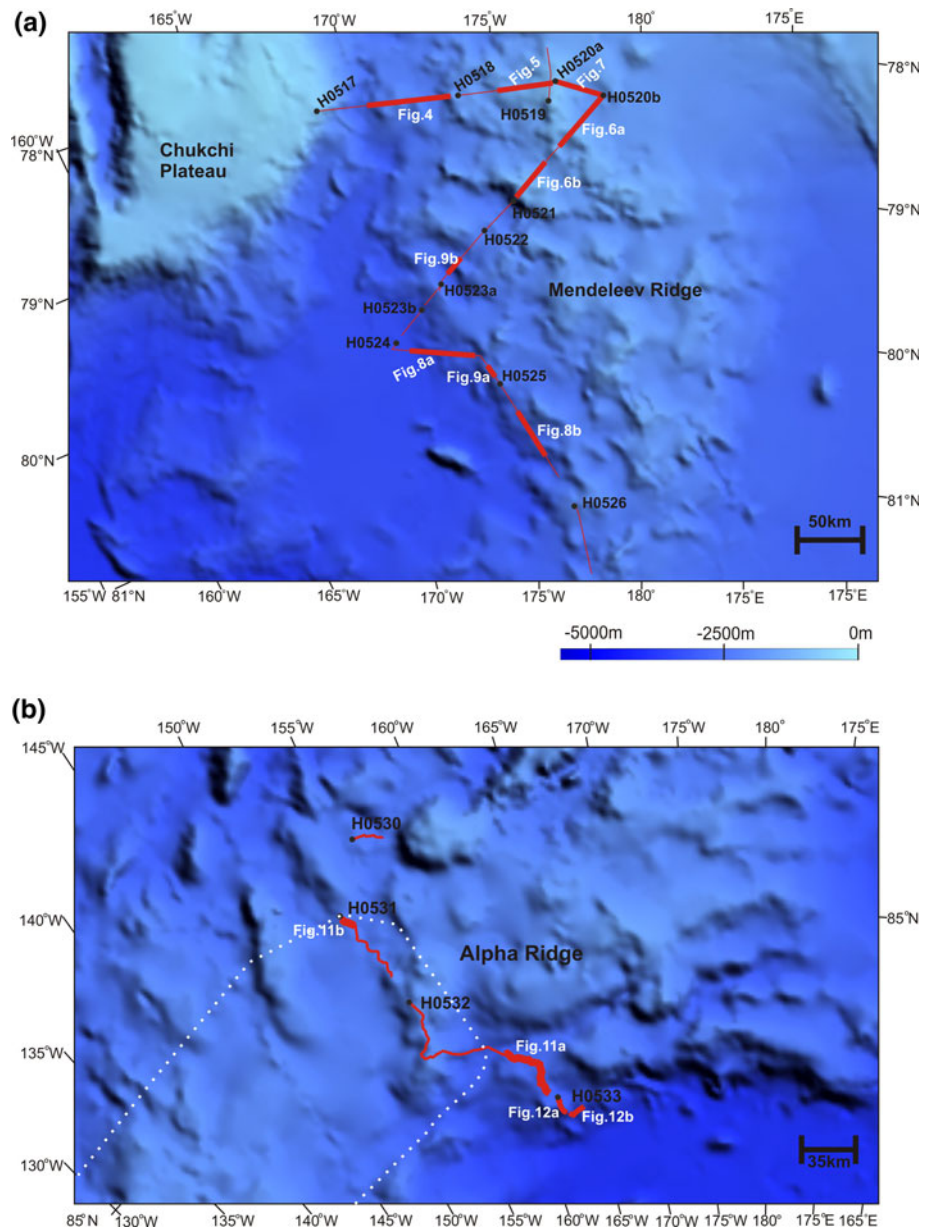 (a)
165°W 170°W 175°W 180° 175°E
H0517
Fig.4
H0518
Fig.5
H0520a
Fig.7
H0519
H0520b
78°N
160°W
78°N
Chukchi
Plateau
Fig.6a
Fig.6b
H0521
79°N
H0522
Fig.9b
H0523a
Mendeleev Ridge
79°N
H0523b
H0524
Fig.8a
Fig.9a
H0525
80°N
Fig.8b
80°N
H0526
81°N
50km
155°W 81°N 160°W 165°W 170°W 175°W 180° 175°E
-5000m -2500m 0m
(b)
150°W 155°W 160°W 165°W 170°W 175°W 180° 175°E
145°W
H0530
140°W
H0531
Fig.11b
85°N
Alpha Ridge
H0532
135°W
Fig.11a
H0533
Fig.12a
Fig.12b
130°W
35km
85°N 130°W 135°W 140°W 145°W 150°W 155°W 160°W 165°W 170°W 175°W 180° 175°E 165°E